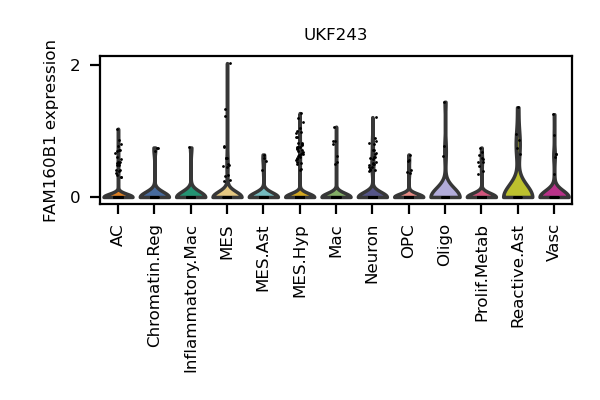 UKF243
FAM160B1 expression
2
0
AC
Chromatin.Reg
Inflammatory.Mac
MES
MES.Ast
MES.Hyp
Mac
Neuron
OPC
Oligo
Prolif.Metab
Reactive.Ast
Vasc